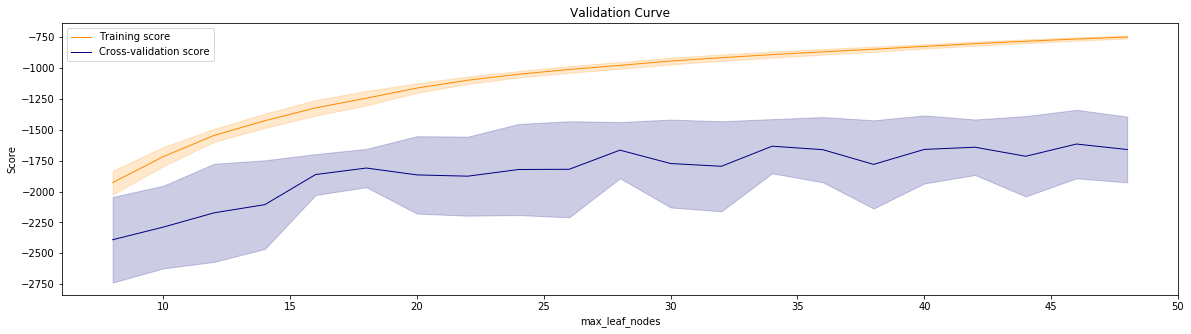 Validation Curve
Training score
Cross-validation score
Score
−750
−1000
−1250
−1500
−1750
−2000
−2250
−2500
−2750
10 15 20 25 30 35 40 45 50
max_leaf_nodes